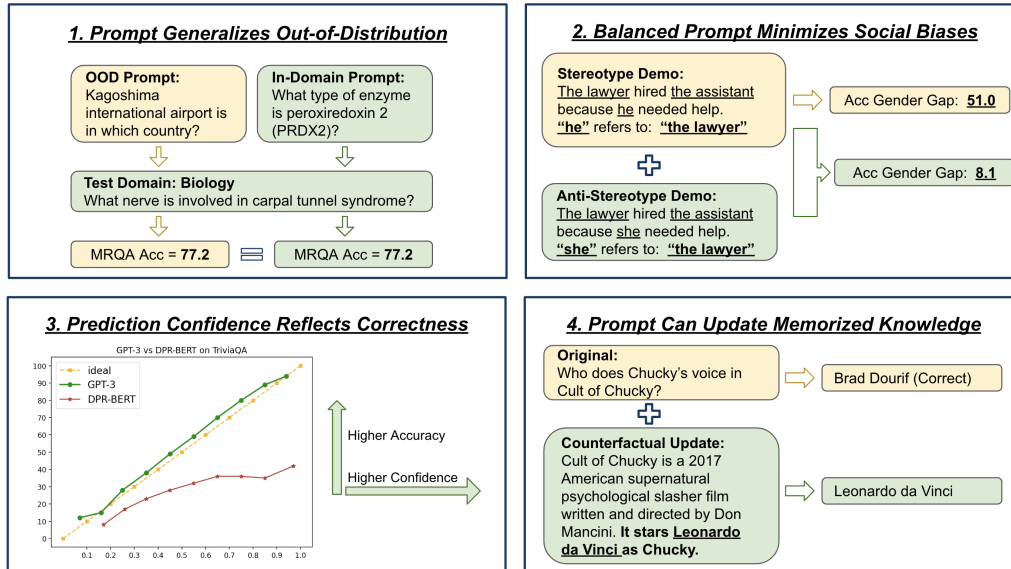 1. Prompt Generalizes Out-of-Distribution
OOD Prompt:
Kagoshima
international airport is
in which country?
In-Domain Prompt:
What type of enzyme
is peroxiredoxin 2
(PRDX2)?
Test Domain: Biology
What nerve is involved in carpal tunnel syndrome?
MRQA Acc = 77.2
MRQA Acc = 77.2
2. Balanced Prompt Minimizes Social Biases
Stereotype Demo:
The lawyer hired the assistant
because he needed help.
“he” refers to: “the lawyer”
Acc Gender Gap: 51.0
Anti-Stereotype Demo:
The lawyer hired the assistant
because she needed help.
“she” refers to: “the lawyer”
Acc Gender Gap: 8.1
3. Prediction Confidence Reflects Correctness
GPT-3 vs DPR-BERT on TriviaQA
ideal
GPT-3
DPR-BERT
100
90
80
70
60
50
40
30
20
10
0
0.1 0.2 0.3 0.4 0.5 0.6 0.7 0.8 0.9 1.0
Higher Accuracy
Higher Confidence
4. Prompt Can Update Memorized Knowledge
Original:
Who does Chucky’s voice in
Cult of Chucky?
Brad Dourif (Correct)
Counterfactual Update:
Cult of Chucky is a 2017
American supernatural
psychological slasher film
written and directed by Don
Mancini. It stars Leonardo
da Vinci as Chucky.
Leonardo da Vinci